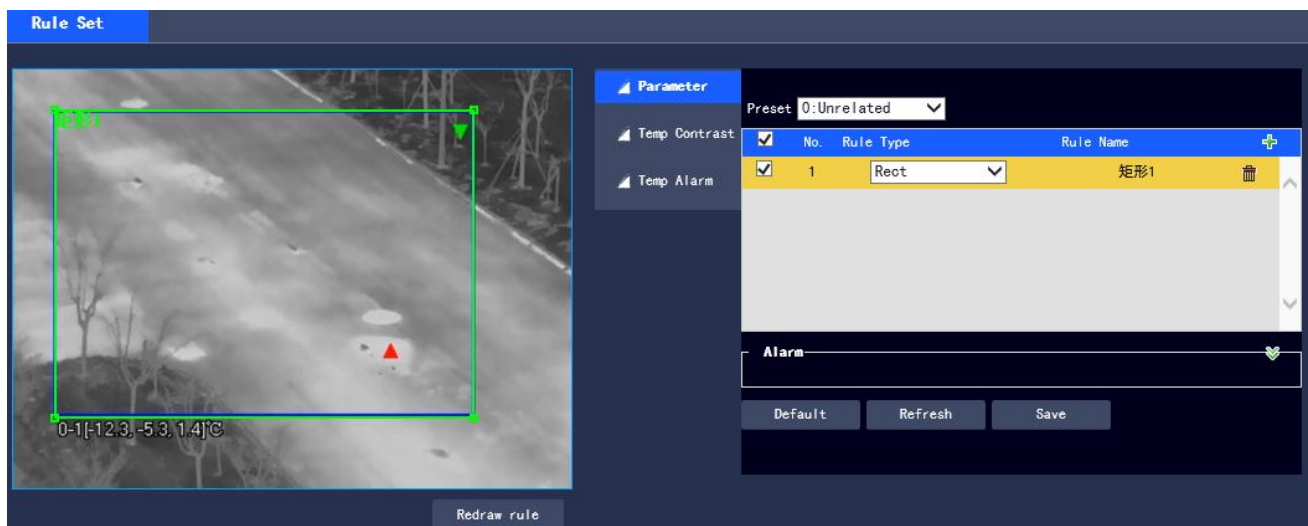 Rule Set
矩形1
0-1[-12.3, -5.3, 1.4]℃
Redraw rule
Parameter
Temp Contrast
Temp Alarm
Preset 0:Unrelated
No. Rule Type Rule Name
1 Rect 矩形1
Alarm
Default Refresh Save